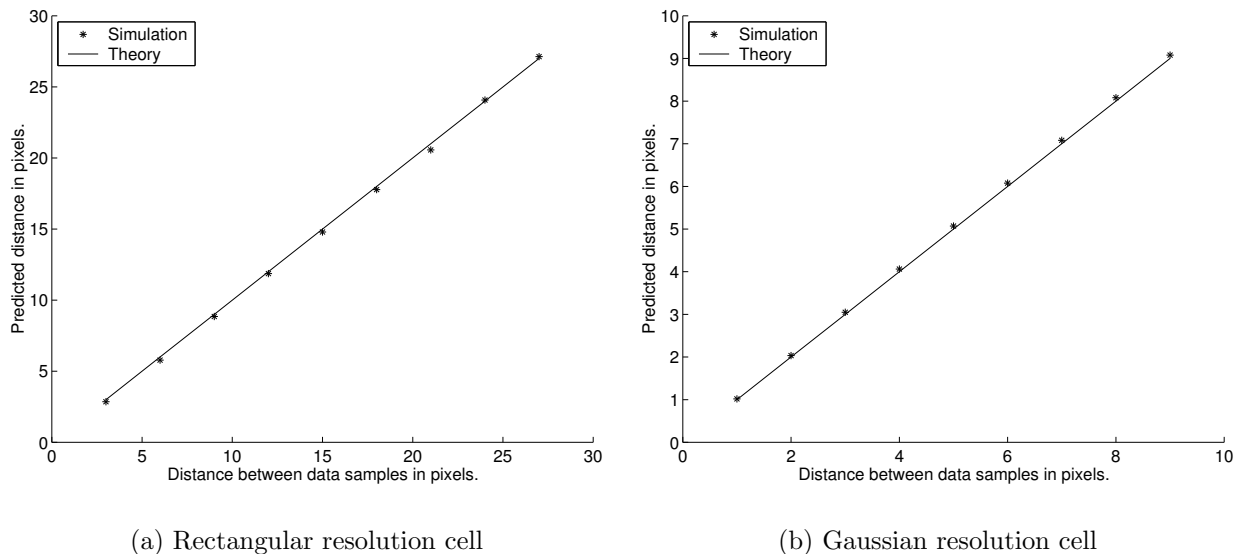 30
25
20
15
10
5
0
Predicted distance in pixels.
Simulation
Theory
0 5 10 15 20 25 30
Distance between data samples in pixels.
(a) Rectangular resolution cell
10
9
8
7
6
5
4
3
2
1
0
Predicted distance in pixels.
Simulation
Theory
0 2 4 6 8 10
Distance between data samples in pixels.
(b) Gaussian resolution cell